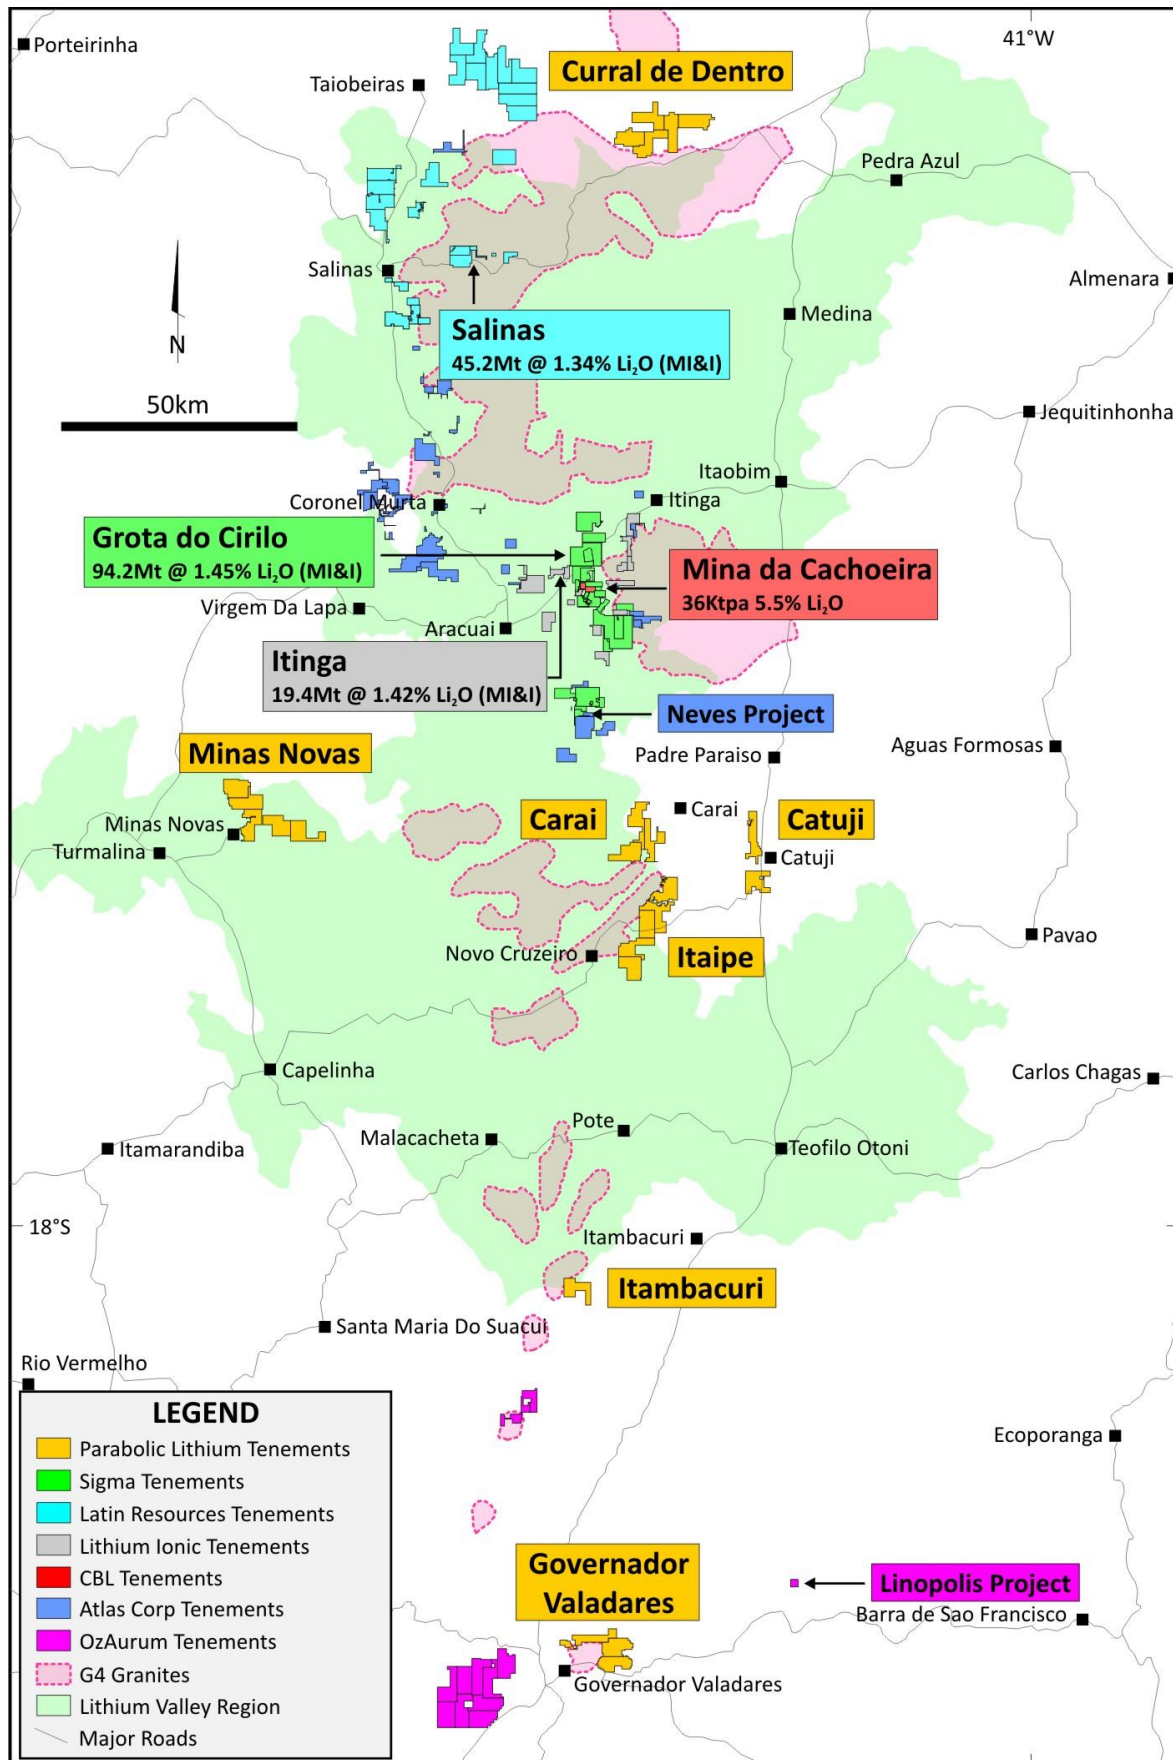 Porteirinha
41°W
Curral de Dentro
Taiobeiras
Pedra Azul
Salinas
Almenara
Medina
N
Salinas
45.2Mt @ 1.34% Li₂O (MI&I)
50km
Jequitinhonha
Itaobim
Itinga
Coronel Murta
Grota do Cirilo
94.2Mt @ 1.45% Li₂O (MI&I)
Mina da Cachoeira
36Ktpa 5.5% Li₂O
Virgem Da Lapa
Aracuai
Itinga
19.4Mt @ 1.42% Li₂O (MI&I)
Neves Project
Minas Novas
Padre Paraiso
Aguas Formosas
Carai
Carai
Catuji
Minas Novas
Turmalina
Catuji
Pavao
Novo Cruzeiro
Itaipe
Capelinha
Carlos Chagas
Pote
Malacacheta
Itamarandiba
Teofilo Otoni
18°S
Itambacuri
Itambacuri
Santa Maria Do Suacui
Rio Vermelho
LEGEND
Parabolic Lithium Tenements
Sigma Tenements
Latin Resources Tenements
Lithium Ionic Tenements
CBL Tenements
Atlas Corp Tenements
OzAurum Tenements
G4 Granites
Lithium Valley Region
Major Roads
Ecoporanga
Governador
Valadares
Linopolis Project
Barra de Sao Francisco
Governador Valadares